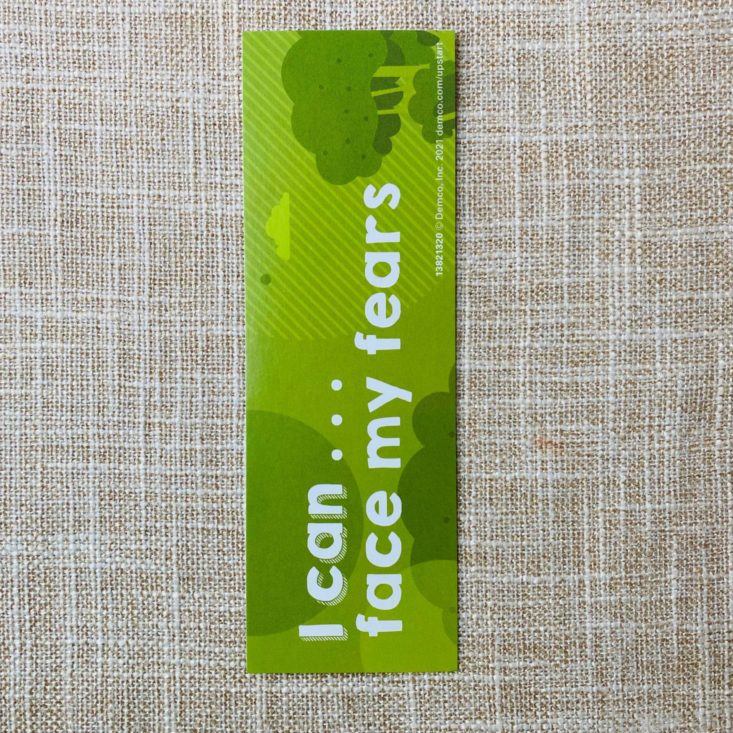 I can . . .
face my fears
13821320 © Demco, Inc. 2021 demco.com/upstart